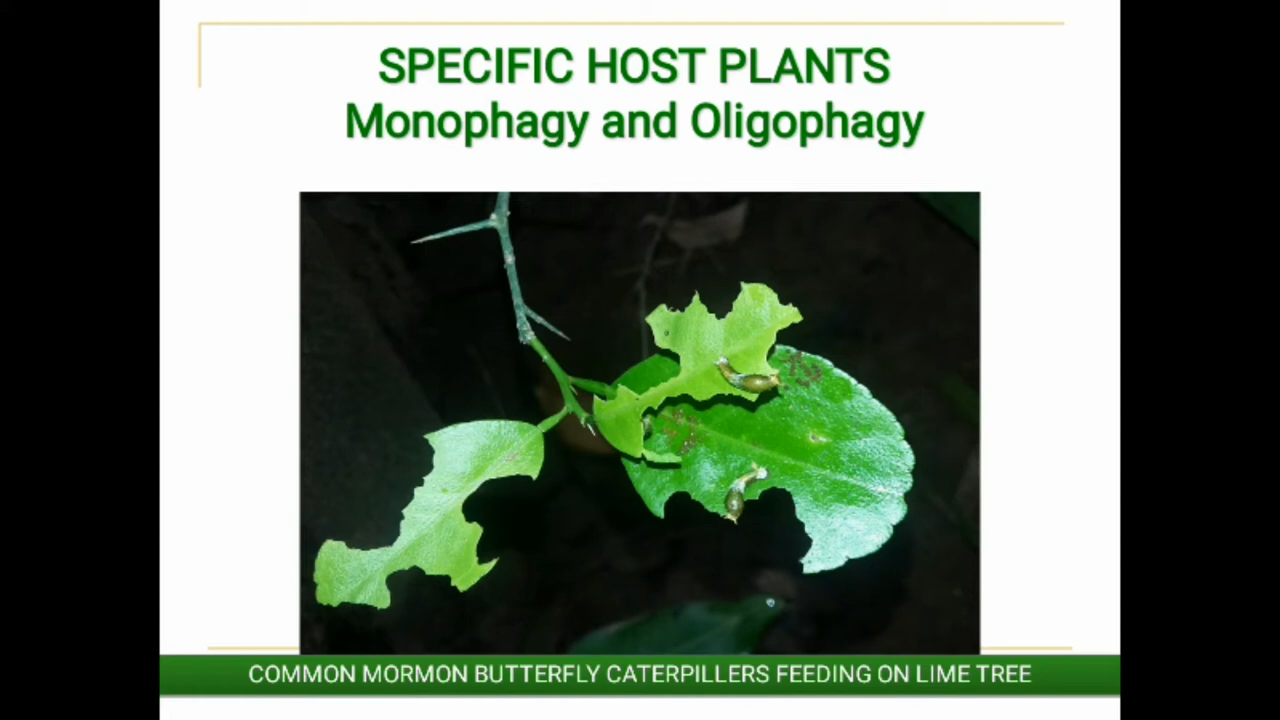 SPECIFIC HOST PLANTS
Monophagy and Oligophagy
COMMON MORMON BUTTERFLY CATERPILLERS FEEDING ON LIME TREE